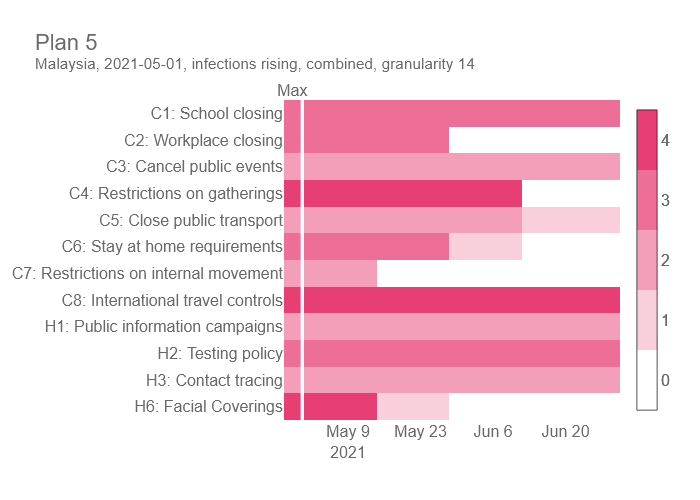 Plan 5
Malaysia, 2021-05-01, infections rising, combined, granularity 14
Max
C1: School closing
C2: Workplace closing
C3: Cancel public events
C4: Restrictions on gatherings
C5: Close public transport
C6: Stay at home requirements
C7: Restrictions on internal movement
C8: International travel controls
H1: Public information campaigns
H2: Testing policy
H3: Contact tracing
H6: Facial Coverings
May 9 May 23 Jun 6 Jun 20
2021
4
3
2
1
0